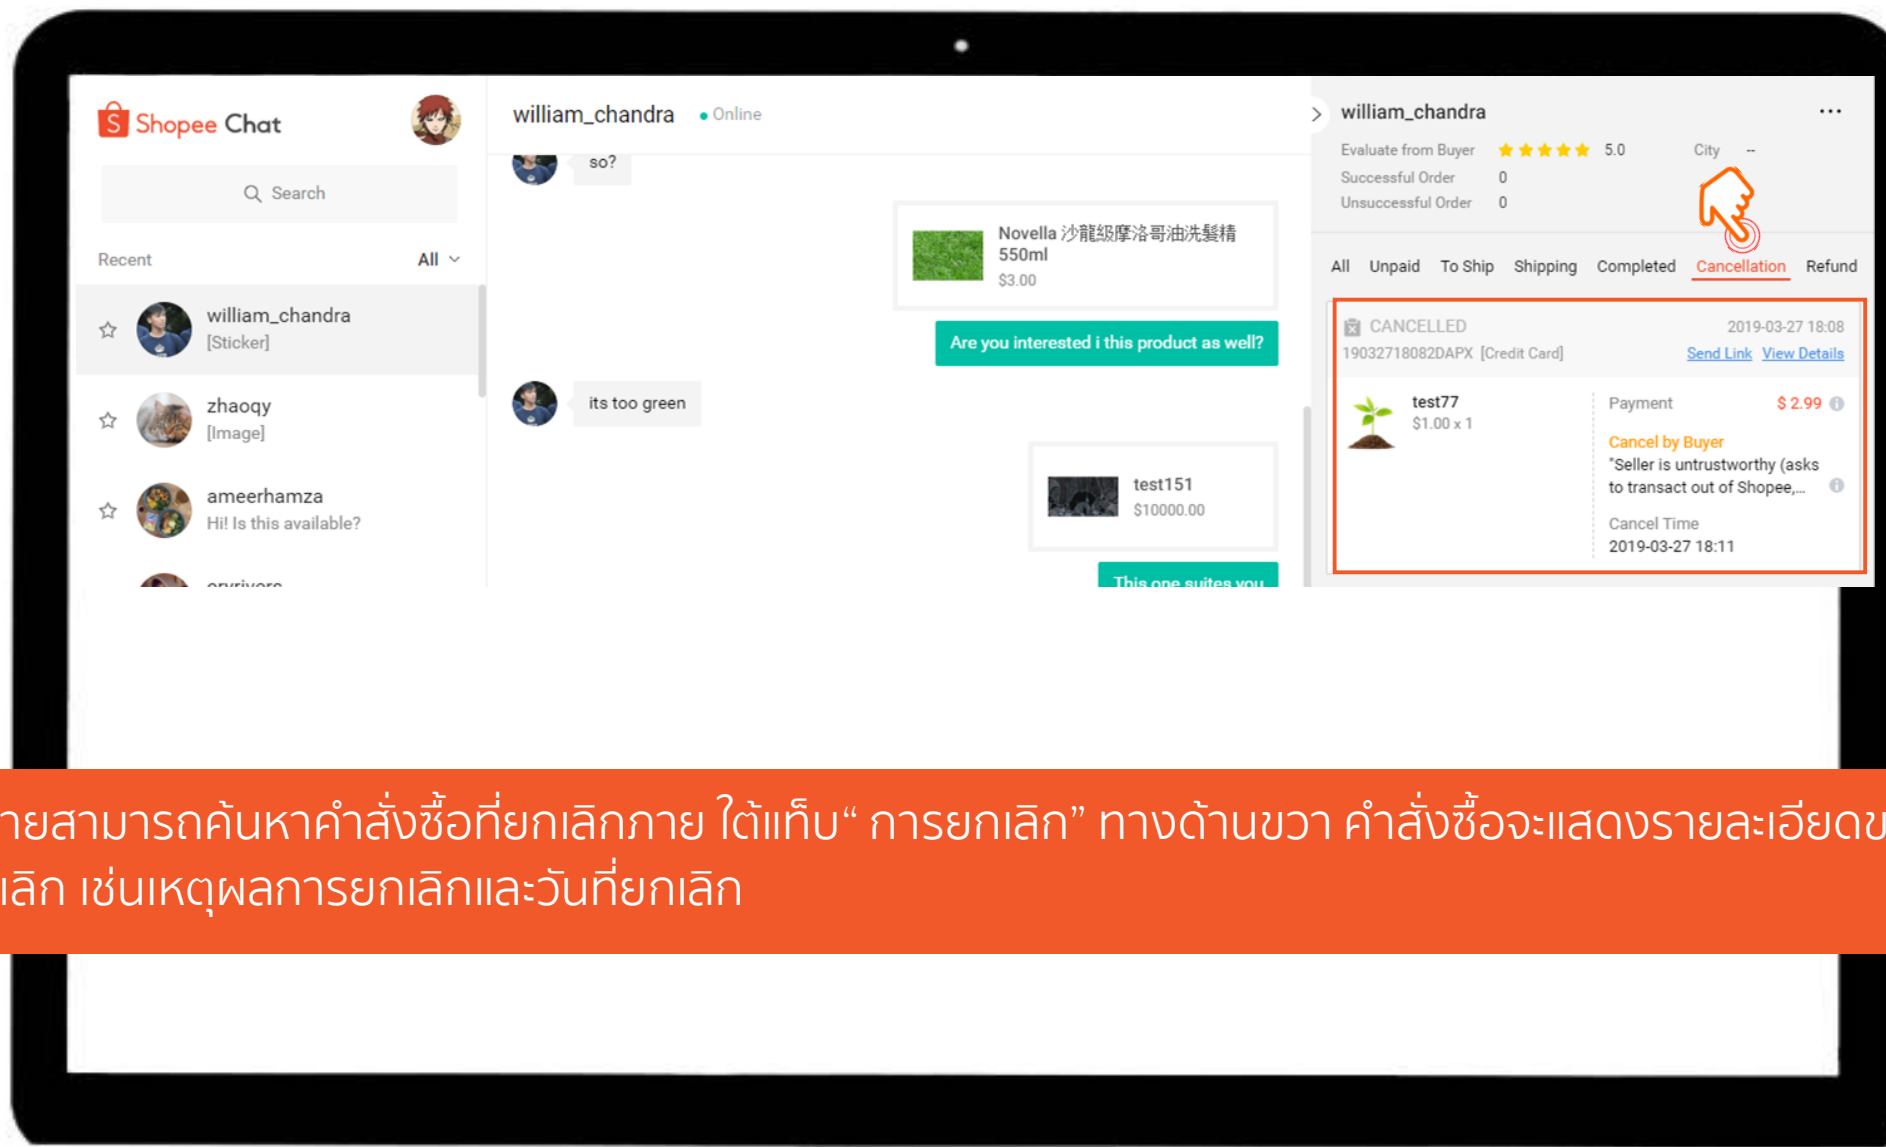 Shopee Chat
Search
Recent
All
william_chandra
[Sticker]
zhaoqy
[Image]
ameerhamza
Hi! Is this available?
william_chandra
Online
so?
Novella 沙龍級摩洛哥油洗髮精
550ml
$3.00
Are you interested i this product as well?
its too green
test151
$10000.00
This one suites you
william_chandra
Evaluate from Buyer 5.0 City --
Successful Order 0
Unsuccessful Order 0
All Unpaid To Ship Shipping Completed Cancellation Refund
CANCELLED 2019-03-27 18:08
19032718082DAPX [Credit Card] Send Link View Details
test77
$1.00 x 1
Payment $ 2.99
Cancel by Buyer
"Seller is untrustworthy (asks
to transact out of Shopee,...
Cancel Time
2019-03-27 18:11
ายสามารถค้นหาคำสั่งซื้อที่ยกเลิกภาย ใต้แท็บ“ การยกเลิก” ทางด้านขวา คำสั่งซื้อจะแสดงรายละเอียดข
เลิก เช่นเหตุผลการยกเลิกและวันที่ยกเลิก